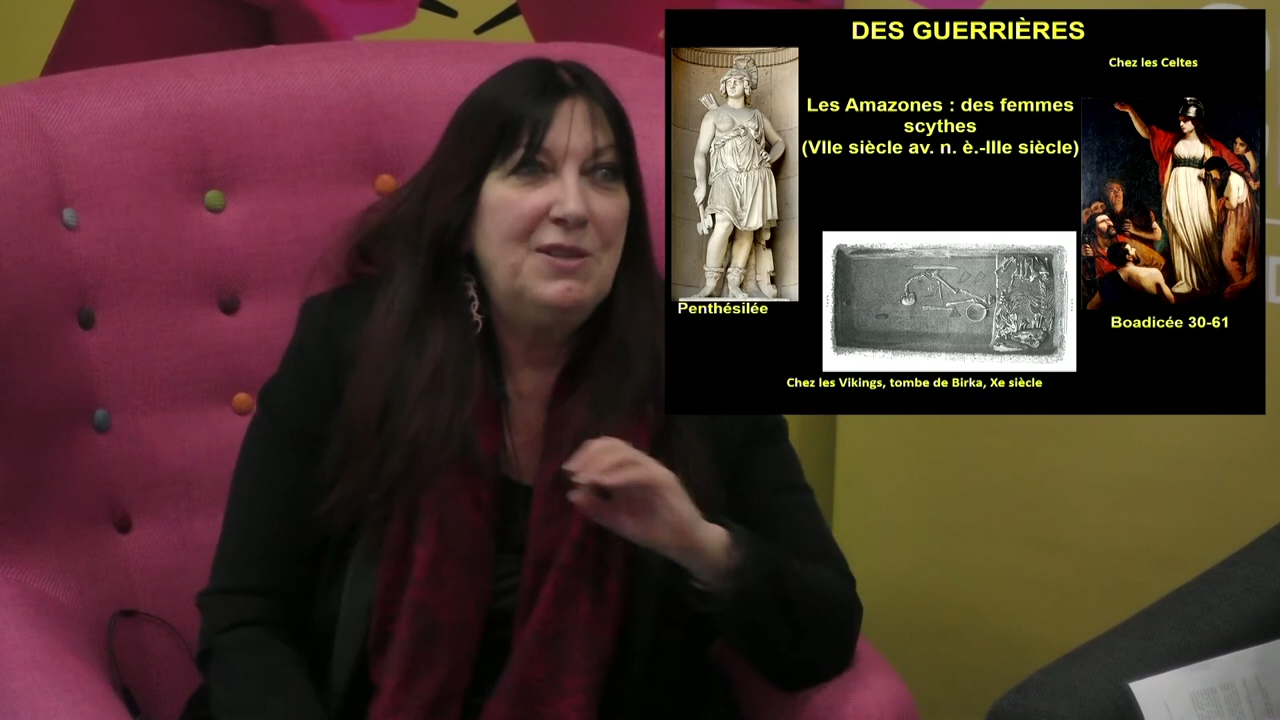 DES GUERRIÈRES
Chez les Celtes
Les Amazones : des femmes
scythes
(VIIe siècle av. n. è.-IIIe siècle)
Penthésilée
Boadicée 30-61
Chez les Vikings, tombe de Birka, Xe siècle